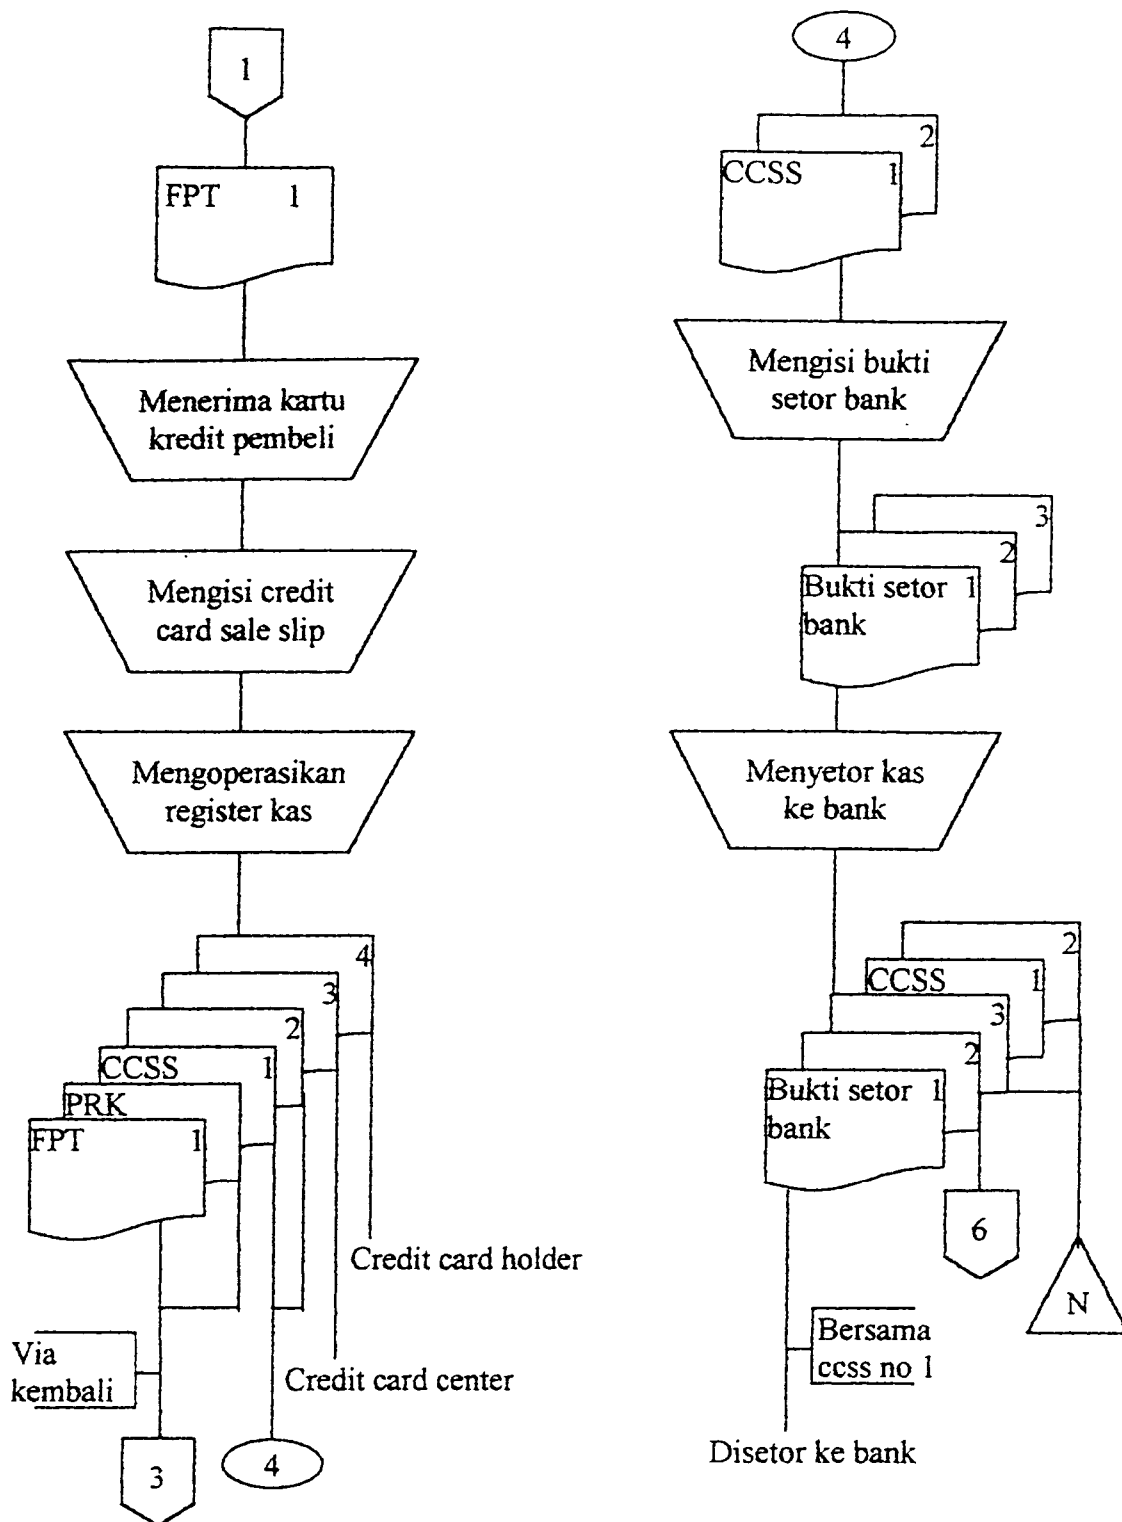 1
FPT 1
Menerima kartu
kredit pembeli
Mengisi credit
card sale slip
Mengoperasikan
register kas
4
3
2
CCSS 1
PRK
FPT 1
Credit card holder
Via
kembali
Credit card center
3
4
4
2
CCSS 1
Mengisi bukti
setor bank
3
2
Bukti setor 1
bank
Menyetor kas
ke bank
2
CCSS 1
3
2
Bukti setor 1
bank
6
N
Bersama
ccss no 1
Disetor ke bank